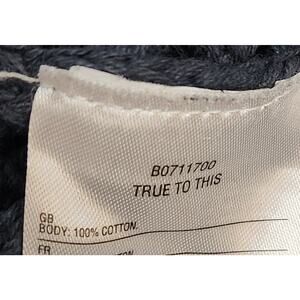 B0711700
TRUE TO THIS
GB
BODY: 100% COTTON.
FR